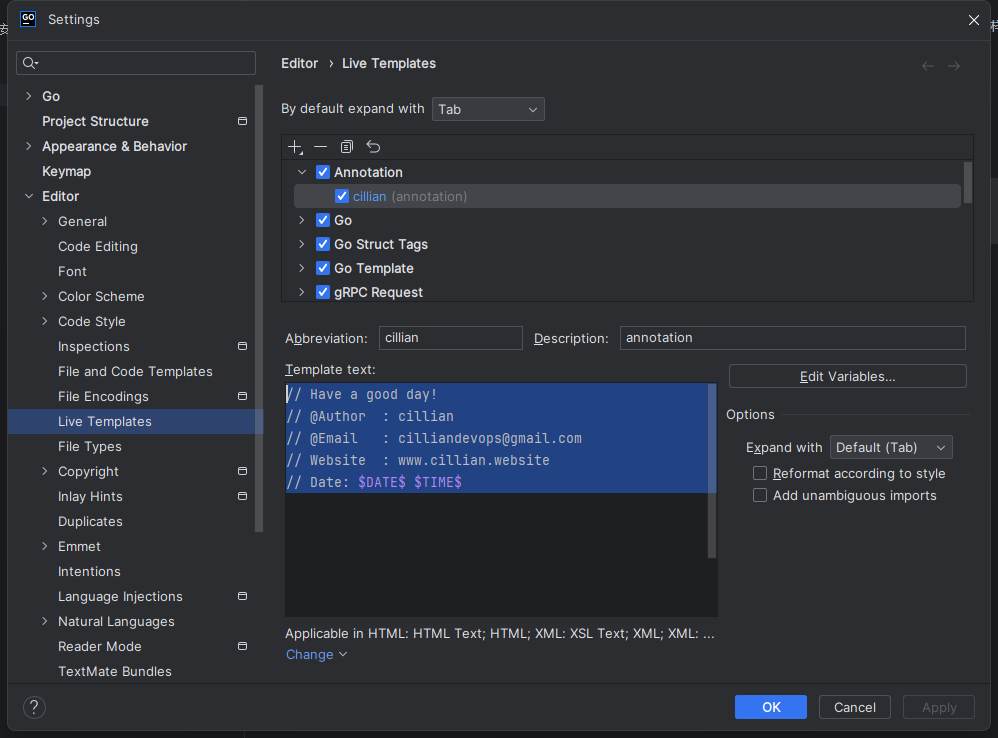 GO Settings
Editor › Live Templates
By default expand with Tab
Go
Project Structure
Appearance & Behavior
Keymap
Editor
General
Code Editing
Font
Color Scheme
Code Style
Inspections
File and Code Templates
File Encodings
Live Templates
File Types
Copyright
Inlay Hints
Duplicates
Emmet
Intentions
Language Injections
Natural Languages
Reader Mode
TextMate Bundles
Annotation
cillian (annotation)
Go
Go Struct Tags
Go Template
gRPC Request
Abbreviation: cillian Description: annotation
Template text:
// Have a good day!
// @Author  : cillian
// @Email   : cilliandevops@gmail.com
// Website  : www.cillian.website
// Date: $DATE$ $TIME$
Edit Variables...
Options
Expand with Default (Tab)
Reformat according to style
Add unambiguous imports
Applicable in HTML: HTML Text; HTML; XML: XSL Text; XML; XML: ...
Change
? OK Cancel Apply